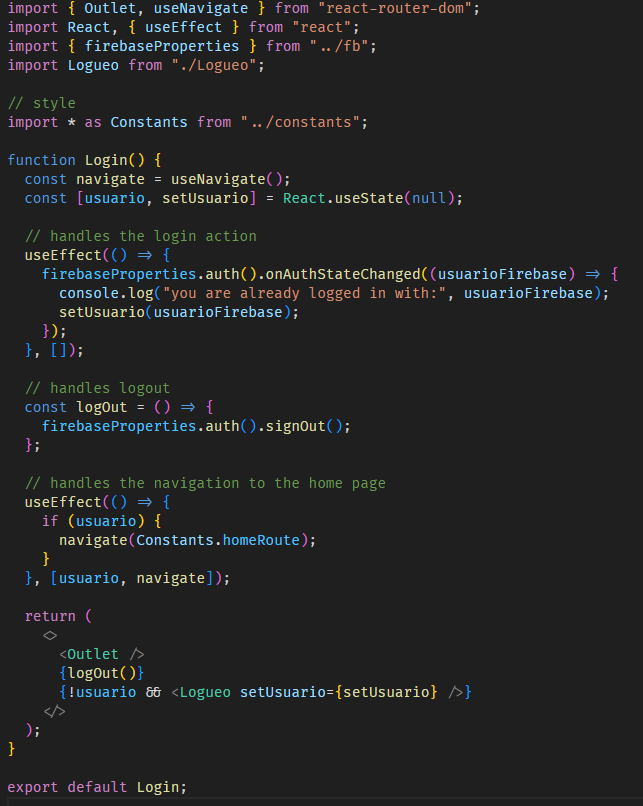 import { Outlet, useNavigate } from "react-router-dom";
import React, { useEffect } from "react";
import { firebaseProperties } from "../fb";
import Logueo from "./Logueo";
// style
import * as Constants from "../constants";
function Login() {
const navigate = useNavigate();
const [usuario, setUsuario] = React.useState(null);
// handles the login action
useEffect(() => {
firebaseProperties.auth().onAuthStateChanged((usuarioFirebase) => {
console.log("you are already logged in with:", usuarioFirebase);
setUsuario(usuarioFirebase);
});
}, []);
// handles logout
const logOut = () => {
firebaseProperties.auth().signOut();
};
// handles the navigation to the home page
useEffect(() => {
if (usuario) {
navigate(Constants.homeRoute);
}
}, [usuario, navigate]);
return (
<>
<Outlet />
{logOut()}
{!usuario && <Logueo setUsuario={setUsuario} />}
</>
);
}
export default Login;